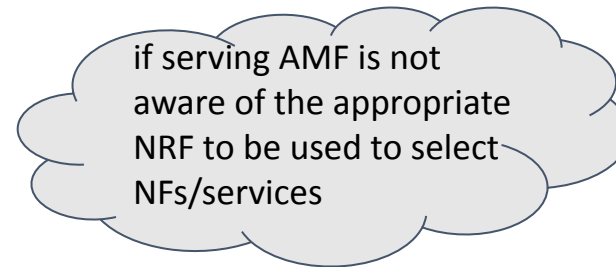 if serving AMF is not
aware of the appropriate
NRF to be used to select
NFs/services